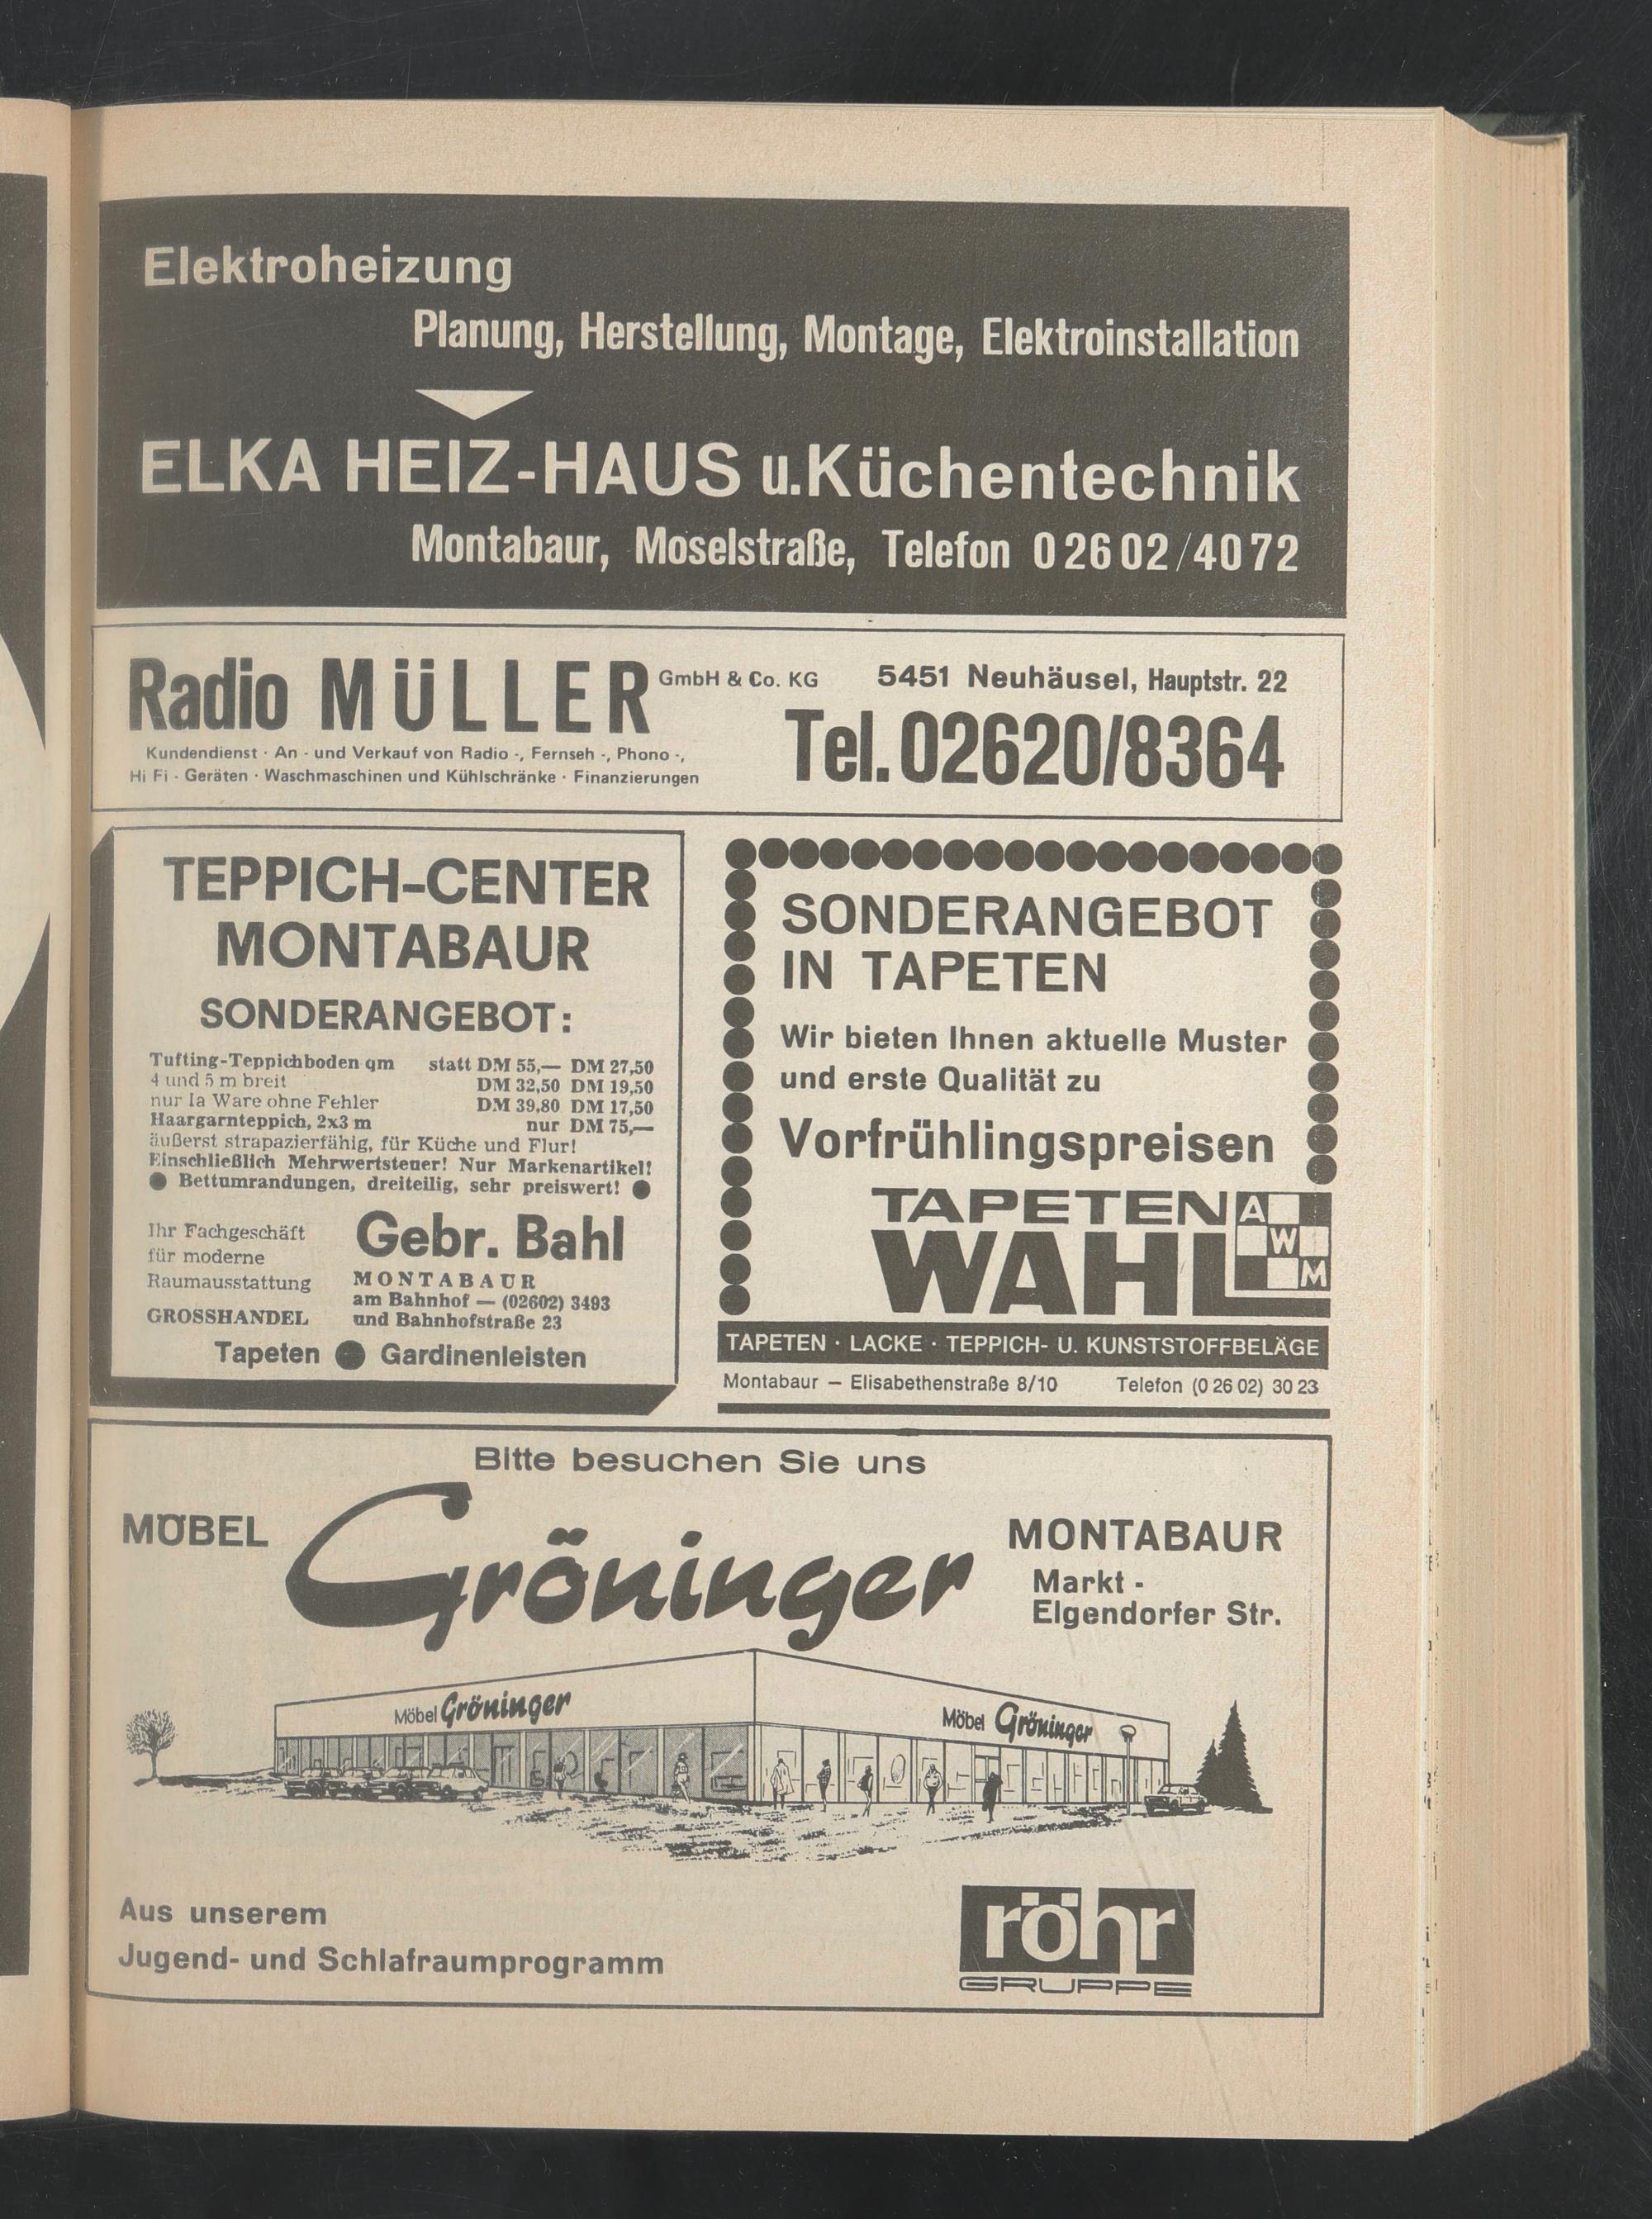 Elektroheizung
Planung, Herstellung, Montage, Elektroinstallation
ELKA HEIZ-HAUS u.Küchentechnik
Montabaur, Moselstraße, Telefon 0 26 02/40 72
Radio MÜLLER GmbH & Co. KG
Kundendienst · An - und Verkauf von Radio -, Fernseh -, Phono -,
Hi Fi - Geräten · Waschmaschinen und Kühlschränke · Finanzierungen
5451 Neuhäusel, Hauptstr. 22
Tel. 02620/8364
TEPPICH-CENTER
MONTABAUR
SONDERANGEBOT:
Tufting-Teppichboden qm statt DM 55,— DM 27,50
4 und 5 m breit DM 32,50 DM 19,50
nur Ia Ware ohne Fehler DM 39,80 DM 17,50
Haargarnteppich, 2x3 m nur DM 75,—
äußerst strapazierfähig, für Küche und Flur!
Einschließlich Mehrwertsteuer! Nur Markenartikel!
● Bettumrandungen, dreiteilig, sehr preiswert! ●
Ihr Fachgeschäft
für moderne
Raumausstattung
GROSSHANDEL
Gebr. Bahl
MONTABAUR
am Bahnhof — (02602) 3493
und Bahnhofstraße 23
Tapeten ● Gardinenleisten
SONDERANGEBOT
IN TAPETEN
Wir bieten Ihnen aktuelle Muster
und erste Qualität zu
Vorfrühlingspreisen
TAPETEN
WAHL
A
W
M
TAPETEN · LACKE · TEPPICH- U. KUNSTSTOFFBELÄGE
Montabaur — Elisabethenstraße 8/10 Telefon (0 26 02) 30 23
Bitte besuchen Sie uns
MÖBEL
Gröninger
MONTABAUR
Markt -
Elgendorfer Str.
Möbel Gröninger
Möbel Gröninger
Aus unserem
Jugend- und Schlafraumprogramm
röhr
GRUPPE